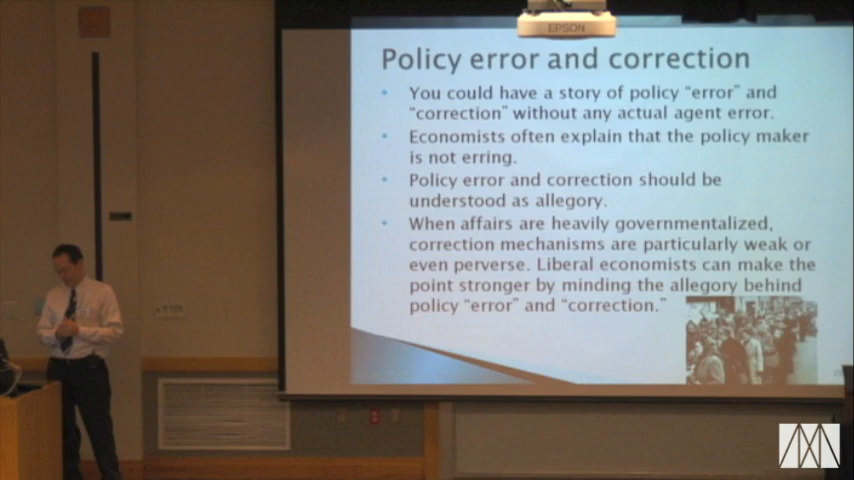 EPSON
Policy error and correction
You could have a story of policy “error” and
“correction” without any actual agent error.
Economists often explain that the policy maker
is not erring.
Policy error and correction should be
understood as allegory.
When affairs are heavily governmentalized,
correction mechanisms are particularly weak or
even perverse. Liberal economists can make the
point stronger by minding the allegory behind
policy “error” and “correction.”